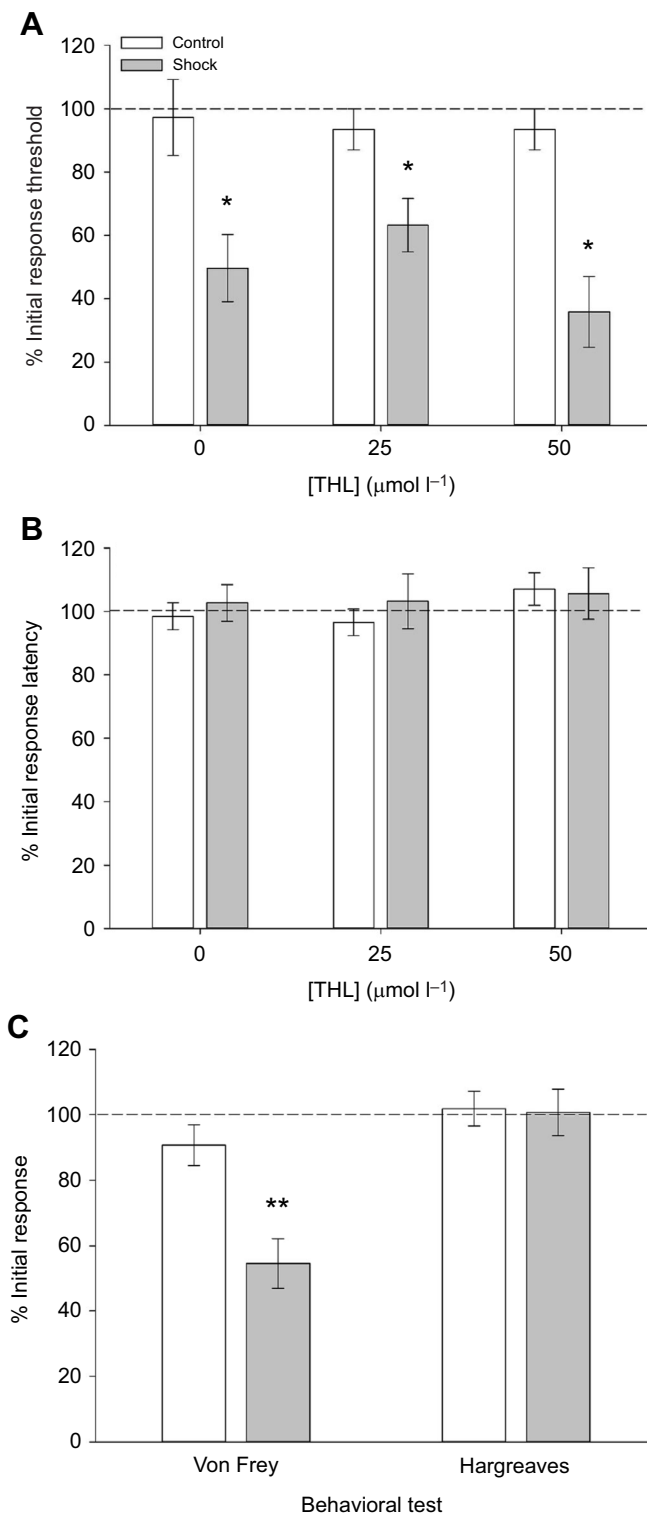 A
120
Control
Shock
100
80
60
40
20
0
% Initial response threshold
*
*
*
0 25 50
[THL] (μmol l⁻¹)
B
120
100
80
60
40
20
0
% Initial response latency
0 25 50
[THL] (μmol l⁻¹)
C
120
100
80
60
40
20
0
% Initial response
**
Von Frey Hargreaves
Behavioral test